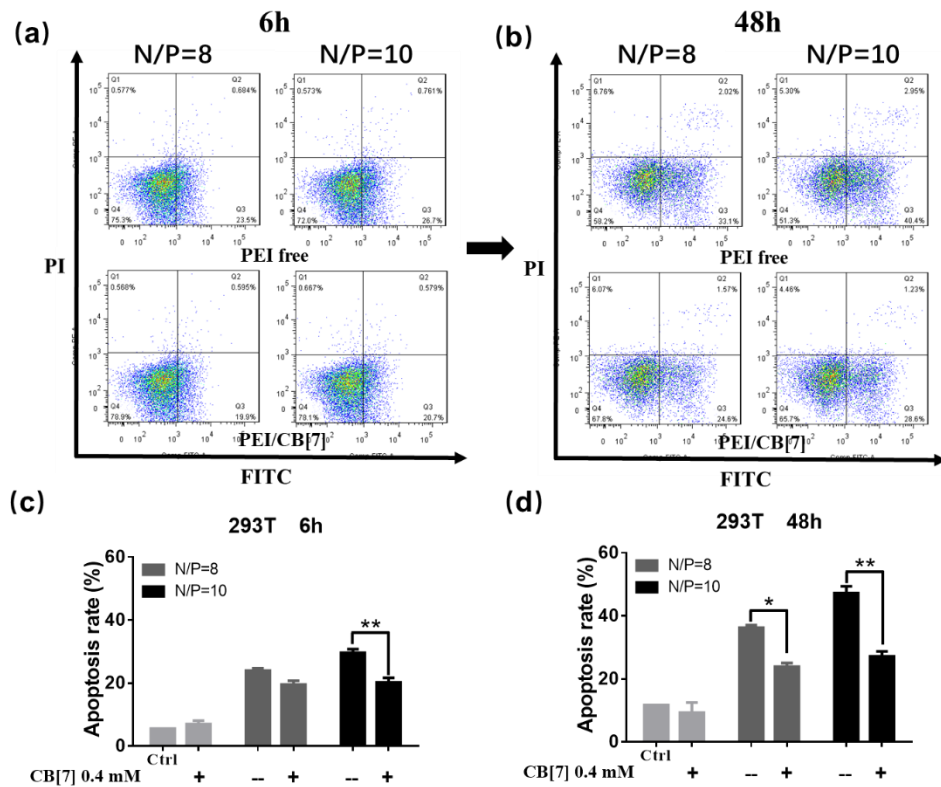 (a)
6h
N/P=8
N/P=10
Q1
0.577%
Q2
0.684%
Q4
75.3%
Q3
23.5%
Q1
0.573%
Q2
0.761%
Q4
72.0%
Q3
26.7%
PEI free
Q1
0.568%
Q2
0.595%
Q4
78.9%
Q3
19.9%
Q1
0.667%
Q2
0.579%
Q4
78.1%
Q3
20.7%
PEI/CB[7]
PI
FITC
(b)
48h
N/P=8
N/P=10
Q1
6.76%
Q2
2.02%
Q4
58.2%
Q3
33.1%
Q1
5.30%
Q2
2.95%
Q4
51.3%
Q3
40.4%
PEI free
Q1
6.07%
Q2
1.57%
Q4
67.8%
Q3
24.6%
Q1
4.46%
Q2
1.23%
Q4
65.7%
Q3
28.6%
PEI/CB[7]
PI
FITC
(c)
293T 6h
N/P=8
N/P=10
Apoptosis rate (%)
60
40
20
0
**
Ctrl
CB[7] 0.4 mM + -- + -- +
(d)
293T 48h
N/P=8
N/P=10
Apoptosis rate (%)
60
40
20
0
*
**
Ctrl
CB[7] 0.4 mM + -- + -- +